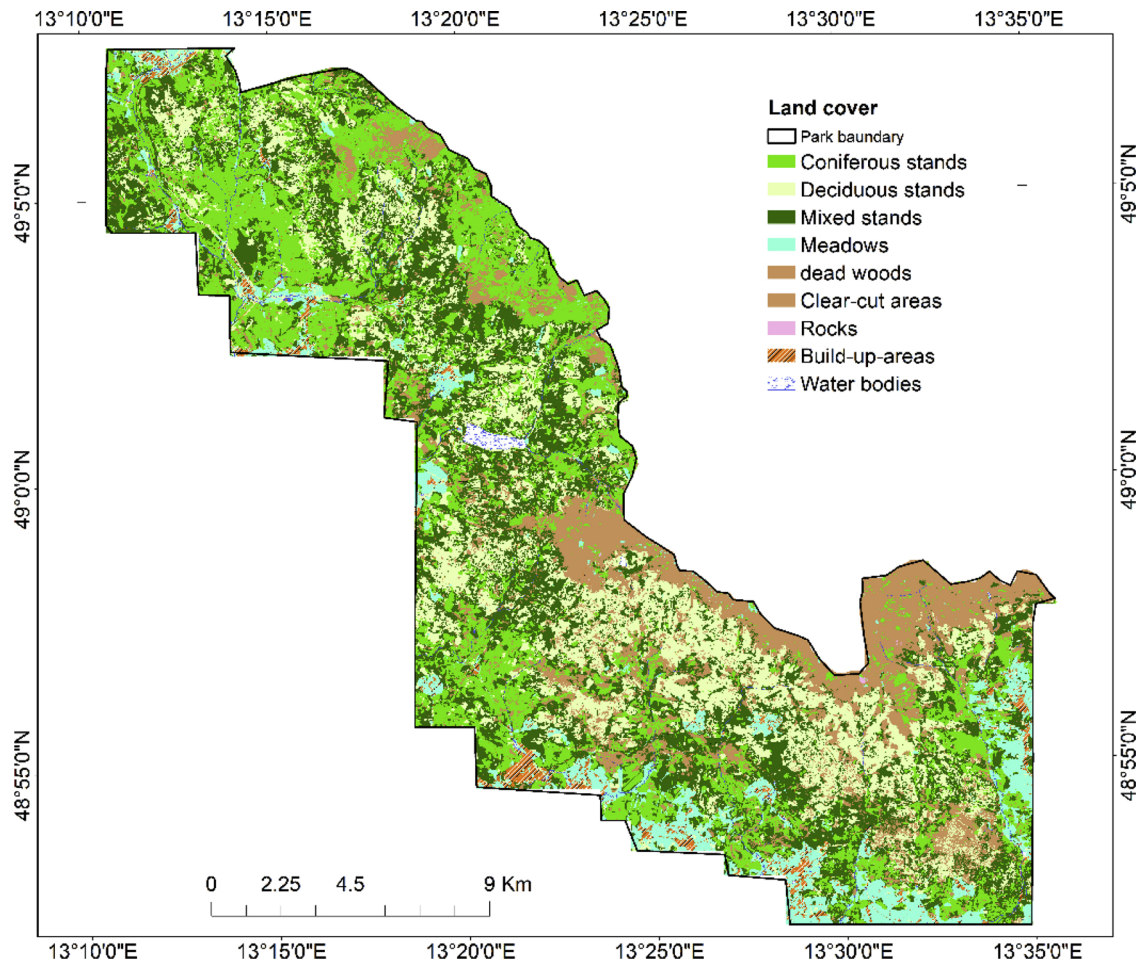 13°10'0"E 13°15'0"E 13°20'0"E 13°25'0"E 13°30'0"E 13°35'0"E
Land cover
Park baundary
Coniferous stands
Deciduous stands
Mixed stands
Meadows
dead woods
Clear-cut areas
Rocks
Build-up-areas
Water bodies
49°5'0"N 49°5'0"N
49°0'0"N 49°0'0"N
48°55'0"N 48°55'0"N
0 2.25 4.5 9 Km
13°10'0"E 13°15'0"E 13°20'0"E 13°25'0"E 13°30'0"E 13°35'0"E